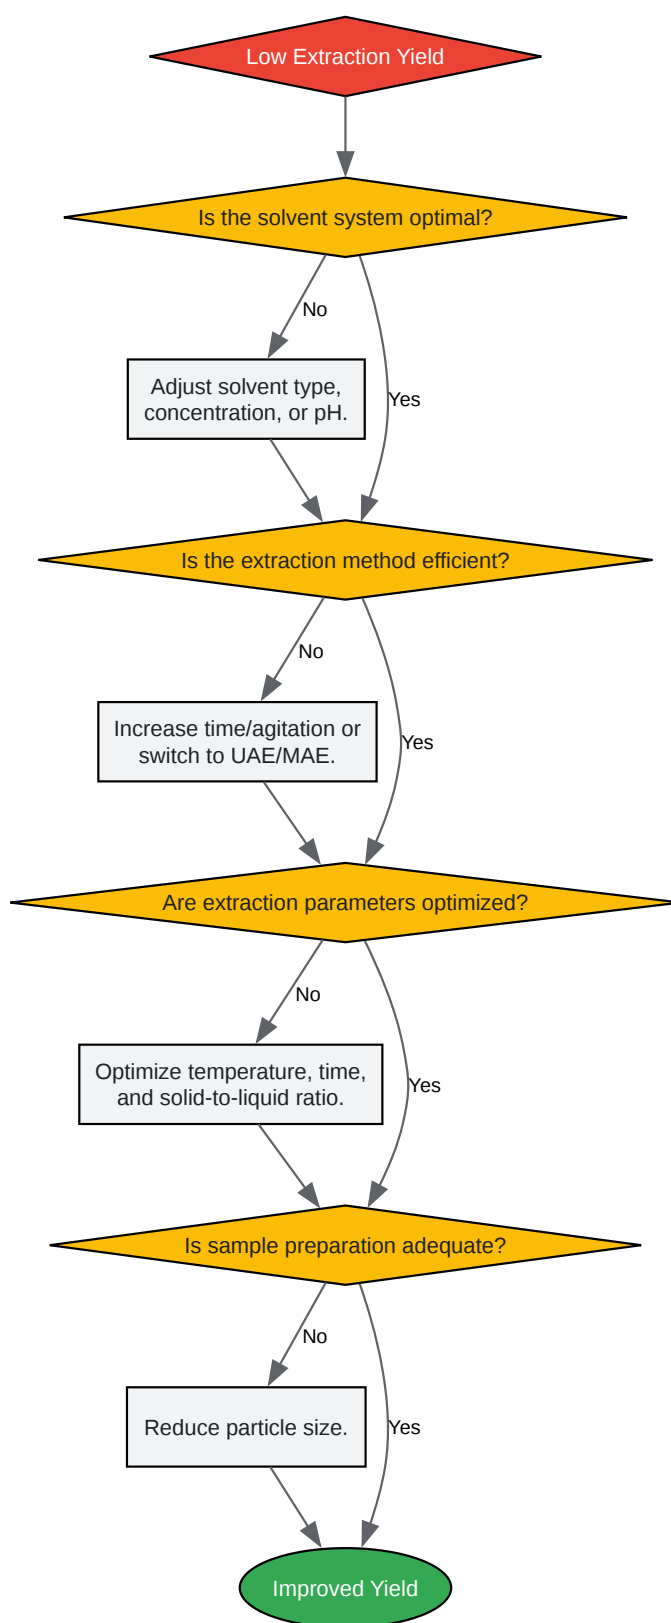 Low Extraction Yield
Is the solvent system optimal?
No
Adjust solvent type,
concentration, or pH.
Yes
Is the extraction method efficient?
No
Increase time/agitation or
switch to UAE/MAE.
Yes
Are extraction parameters optimized?
No
Optimize temperature, time,
and solid-to-liquid ratio.
Yes
Is sample preparation adequate?
No
Reduce particle size.
Yes
Improved Yield